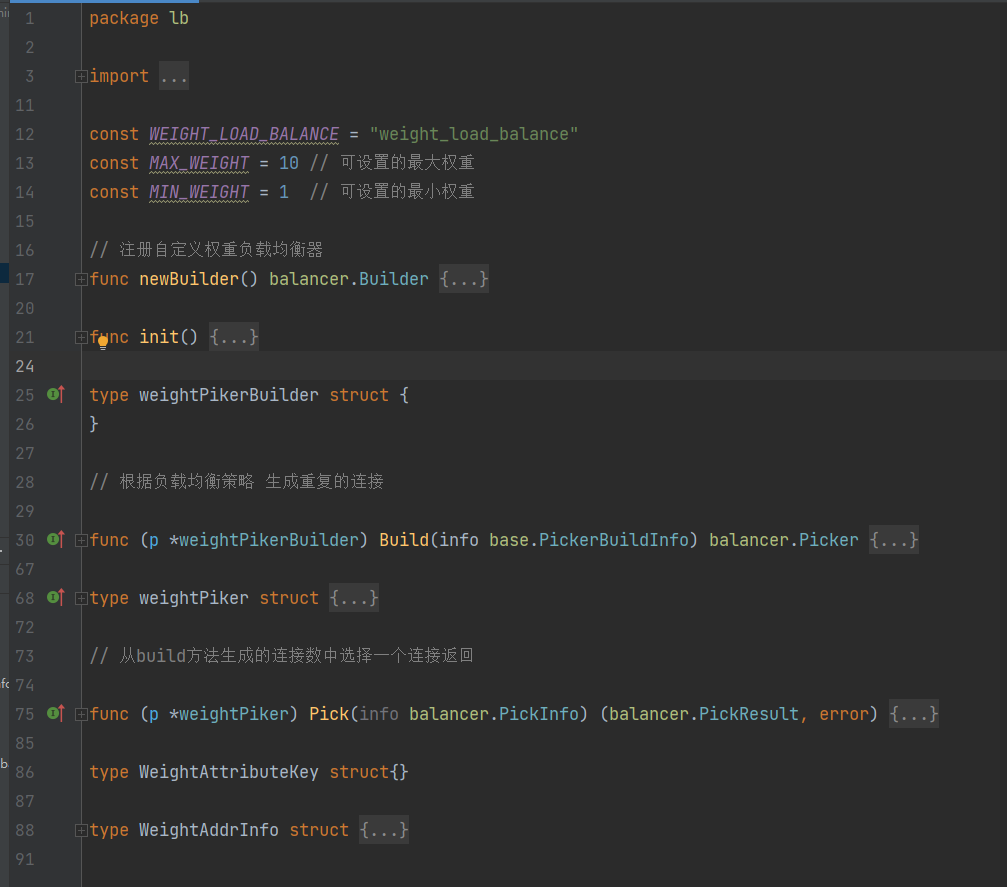 1 package lb
2
3 import ...
11
12 const WEIGHT_LOAD_BALANCE = "weight_load_balance"
13 const MAX_WEIGHT = 10 // 可设置的最大权重
14 const MIN_WEIGHT = 1  // 可设置的最小权重
15
16 // 注册自定义权重负载均衡器
17 func newBuilder() balancer.Builder {...}
20
21 func init() {...}
24
25 type weightPikerBuilder struct {
26 }
27
28 // 根据负载均衡策略 生成重复的连接
29
30 func (p *weightPikerBuilder) Build(info base.PickerBuildInfo) balancer.Picker {...}
67
68 type weightPiker struct {...}
72
73 // 从build方法生成的连接数中选择一个连接返回
74
75 func (p *weightPiker) Pick(info balancer.PickInfo) (balancer.PickResult, error) {...}
85
86 type WeightAttributeKey struct{}
87
88 type WeightAddrInfo struct {...}
91